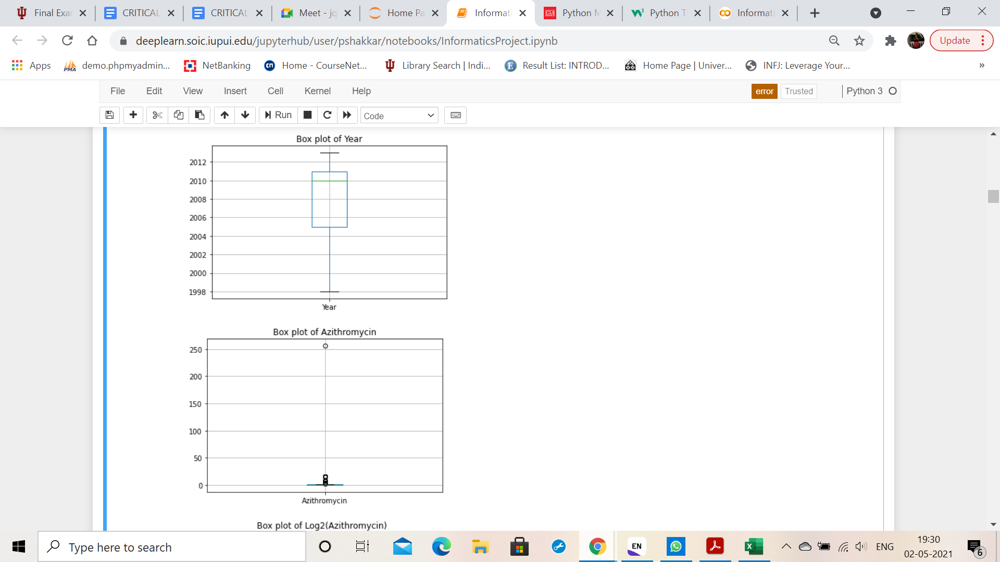 Final Exar
CRITICAL
CRITICAL
Meet - jq
Home Pa
Informati
Python M
Python T
Informati
deeplearn.soic.iupui.edu/jupyterhub/user/pshakkar/notebooks/InformaticsProject.ipynb
Update
Apps
PMA
demo.phpmyadmin...
NetBanking
cn
Home - CourseNet...
Library Search | Indi...
Result List: INTROD...
Home Page | Univer...
INFJ: Leverage Your...
»
File Edit View Insert Cell Kernel Help
error
Trusted
Python 3
Run
Code
Box plot of Year
2012
2010
2008
2006
2004
2002
2000
1998
Year
Box plot of Azithromycin
250
200
150
100
50
0
Azithromycin
Box plot of Log2(Azithromycin)
Type here to search
EN
ENG
19:30
02-05-2021
6